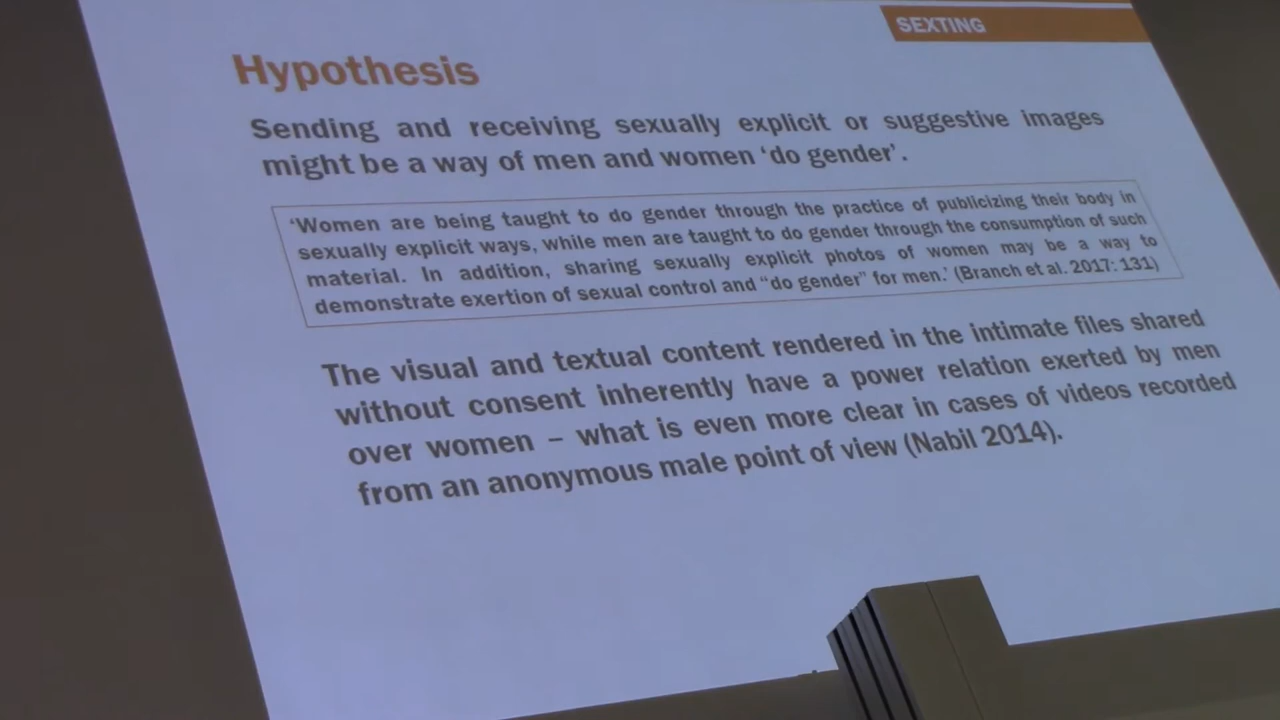 SEXTING
Hypothesis
Sending and receiving sexually explicit or suggestive images
might be a way of men and women ‘do gender’.
‘Women are being taught to do gender through the practice of publicizing their body in
sexually explicit ways, while men are taught to do gender through the consumption of such
material. In addition, sharing sexually explicit photos of women may be a way to
demonstrate exertion of sexual control and “do gender” for men.’ (Branch et al. 2017: 131)
The visual and textual content rendered in the intimate files shared
without consent inherently have a power relation exerted by men
over women – what is even more clear in cases of videos recorded
from an anonymous male point of view (Nabil 2014).